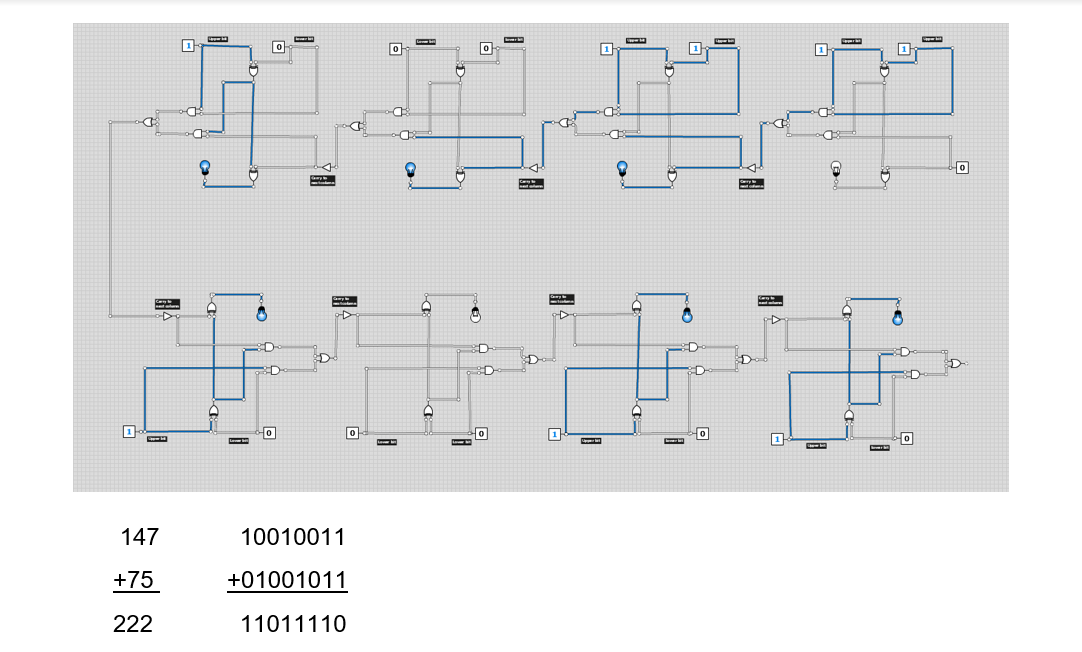 Upper bit Lower bit Lower bit Lower bit Upper bit Upper bit Upper bit Upper bit
1 0 0 0 1 1 1 1
0
Carry to
next column
Carry to
next column
Carry to
next column
Carry to
next column
Carry to
next column
Carry to
next column
Carry to
next column
1 0 0 0 1 0 1 0
Upper bit Lower bit Lower bit Lower bit Upper bit Lower bit Upper bit Lower bit
147 10010011
+75 +01001011
222 11011110